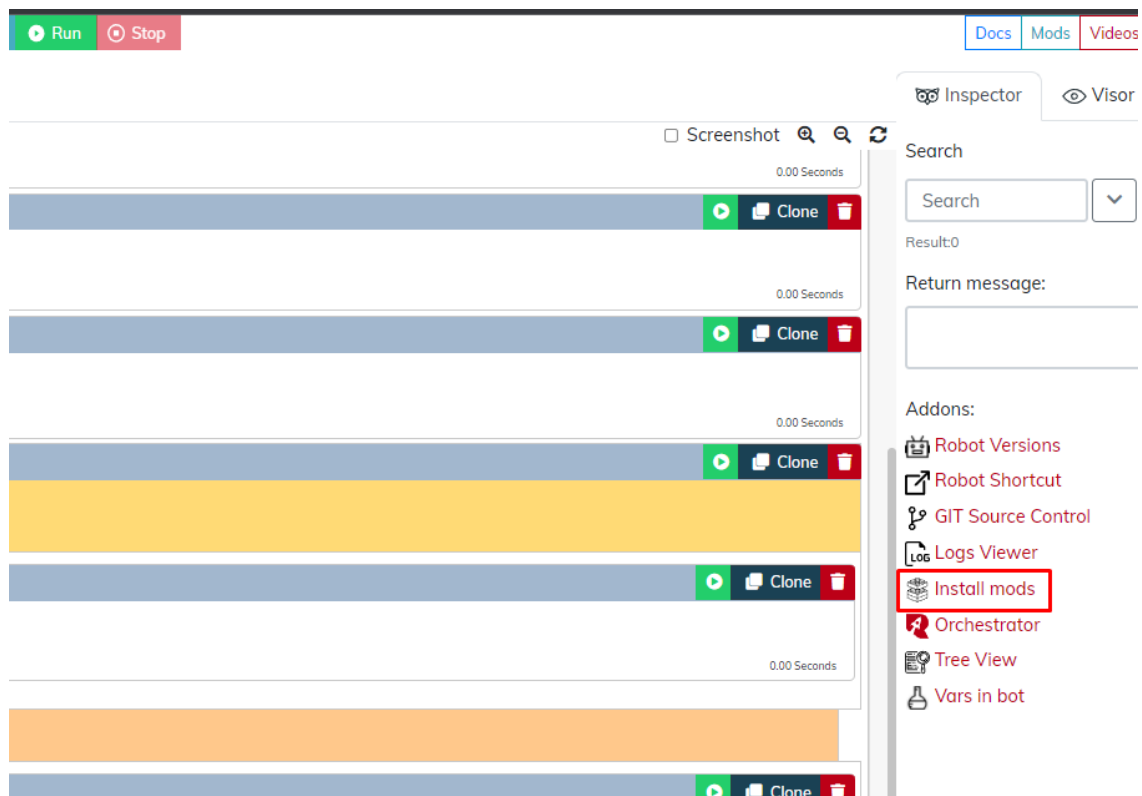 Run Stop Docs Mods Videos
Inspector Visor
Screenshot
0.00 Seconds
Clone
0.00 Seconds
Clone
0.00 Seconds
Clone
Clone
0.00 Seconds
Clone
Search
Search
Result:0
Return message:
Addons:
Robot Versions
Robot Shortcut
GIT Source Control
LOG Logs Viewer
Install mods
Orchestrator
Tree View
Vars in bot